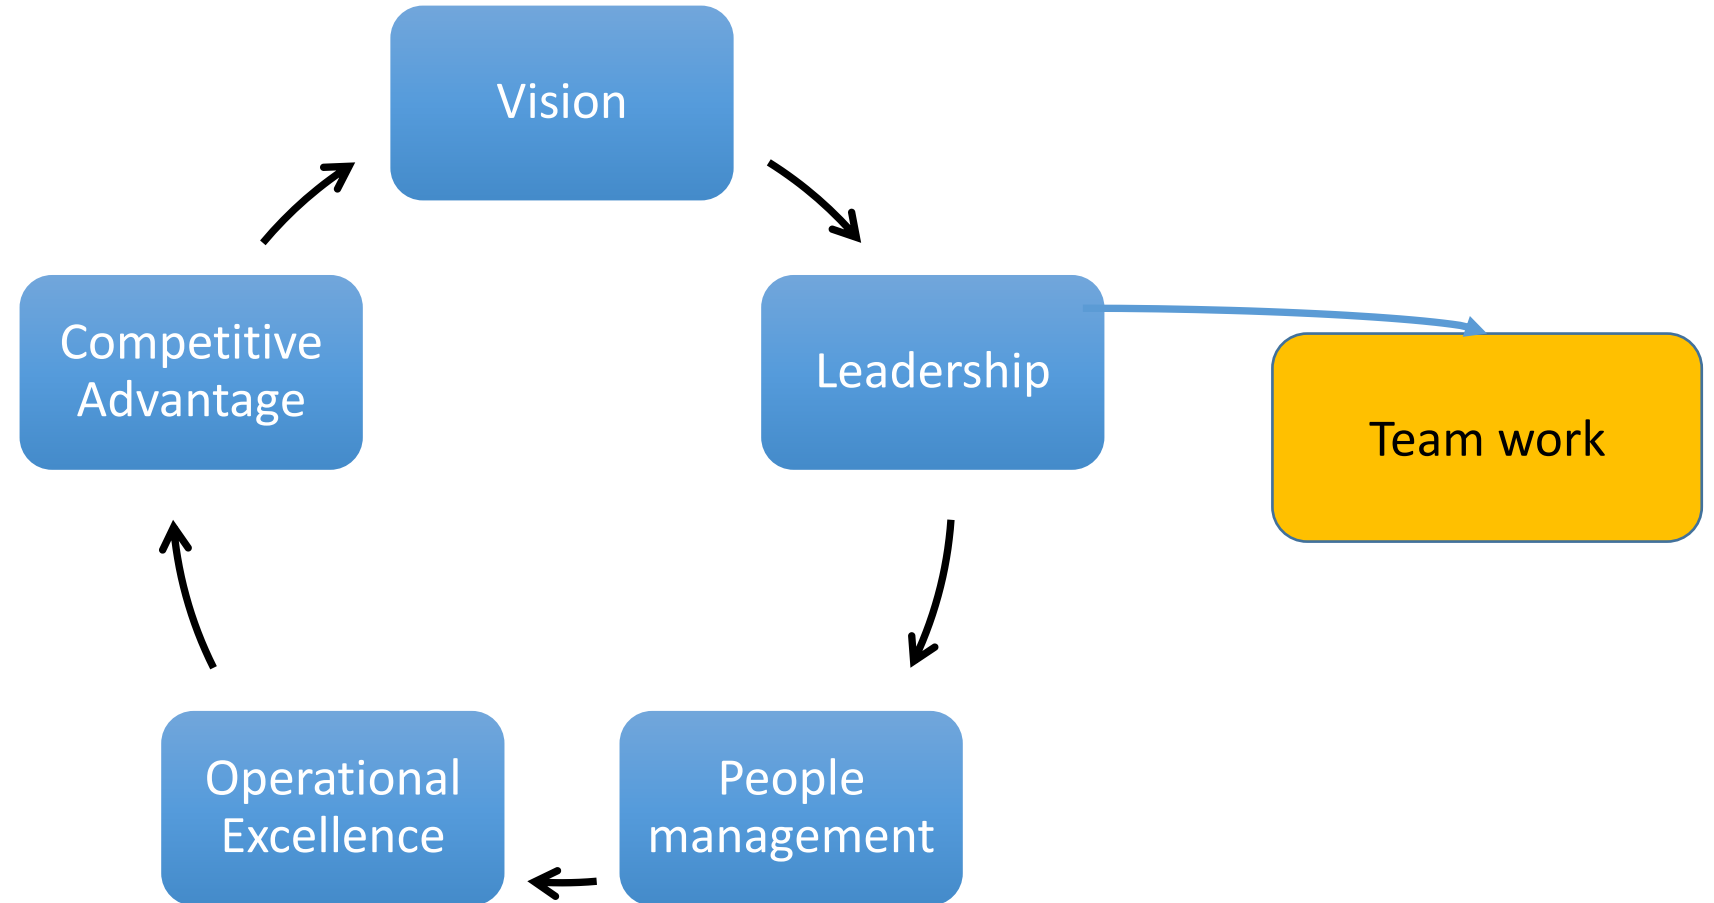 Vision
Leadership
Team work
People
management
Operational
Excellence
Competitive
Advantage